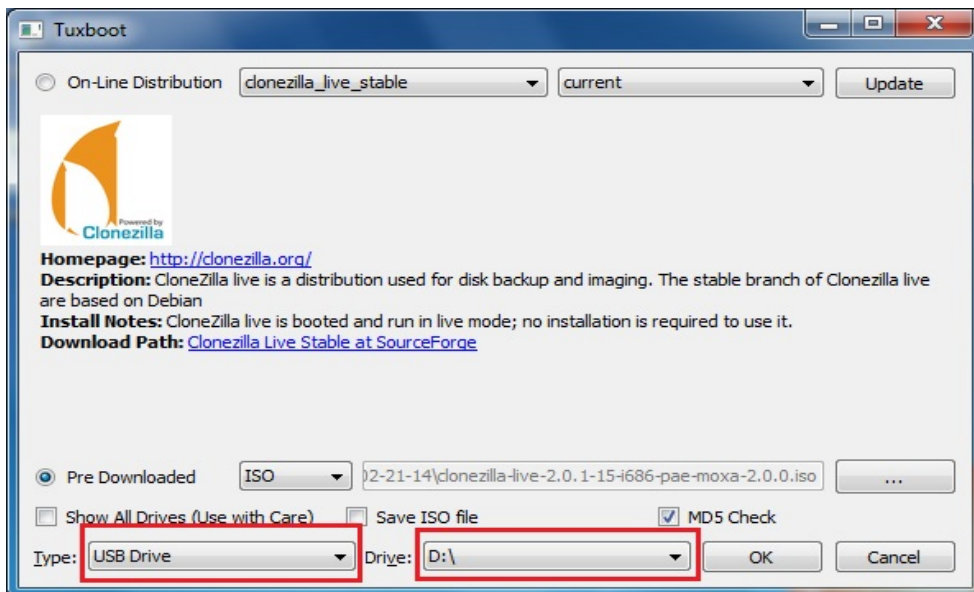 Tuxboot
On-Line Distribution clonezilla_live_stable current Update
Powered by
Clonezilla
Homepage: http://clonezilla.org/
Description: CloneZilla live is a distribution used for disk backup and imaging. The stable branch of Clonezilla live
are based on Debian
Install Notes: CloneZilla live is booted and run in live mode; no installation is required to use it.
Download Path: Clonezilla Live Stable at SourceForge
Pre Downloaded ISO 02-21-14\clonezilla-live-2.0.1-15-i686-pae-moxa-2.0.0.iso ...
Show All Drives (Use with Care) Save ISO file MD5 Check
Type: USB Drive Drive: D:\ OK Cancel